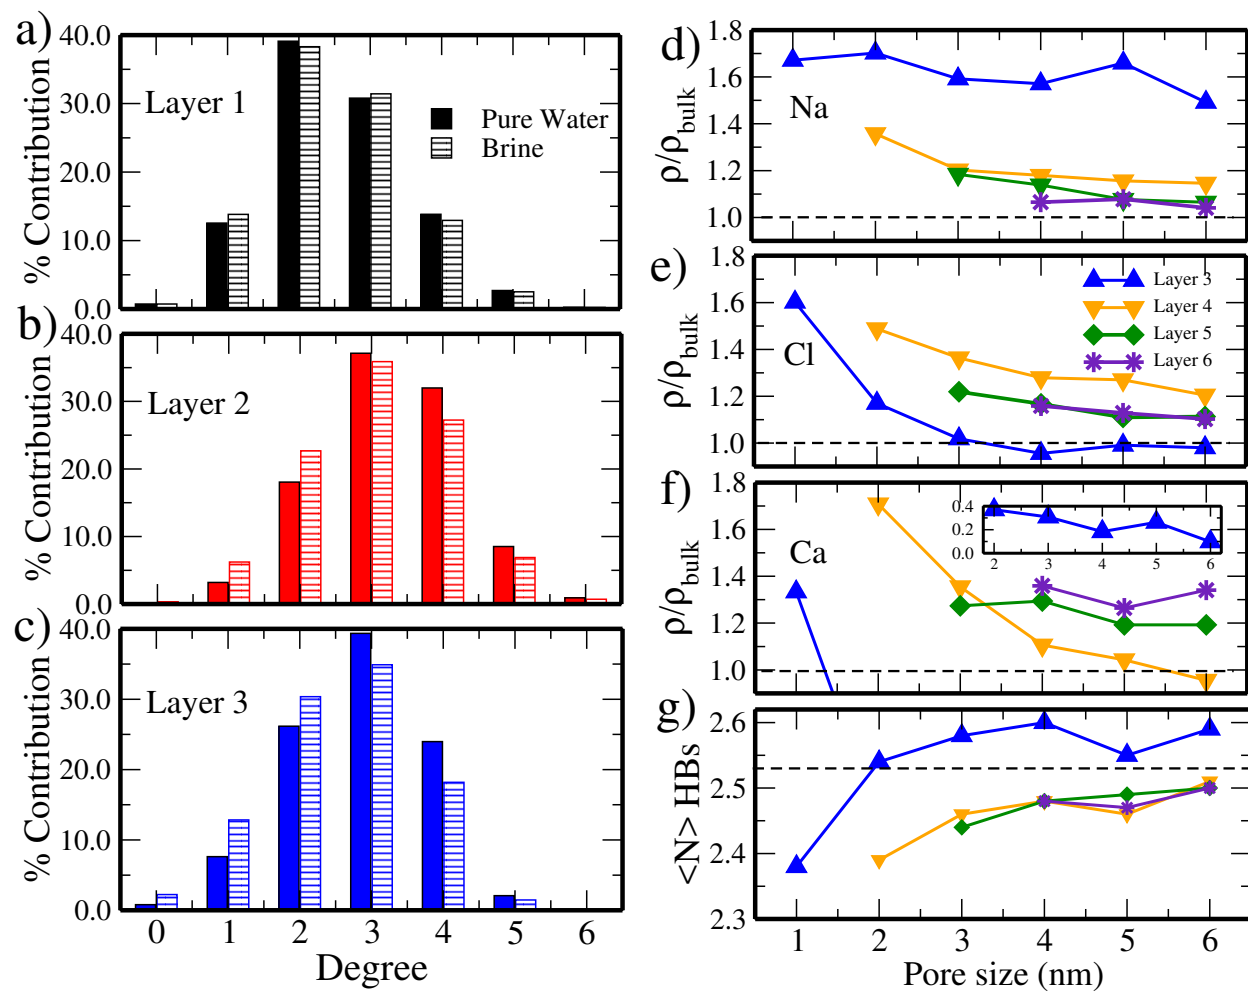 a)
40.0
30.0
20.0
10.0
0.0
% Contribution
Layer 1
Pure Water
Brine
b)
40.0
30.0
20.0
10.0
0.0
% Contribution
Layer 2
c)
40.0
30.0
20.0
10.0
0.0
% Contribution
Layer 3
0 1 2 3 4 5 6
Degree
d)
1.8
1.6
1.4
1.2
1.0
ρ/ρbulk
Na
e)
1.8
1.6
1.4
1.2
1.0
ρ/ρbulk
Cl
Layer 3
Layer 4
Layer 5
Layer 6
f)
1.8
1.6
1.4
1.2
1.0
ρ/ρbulk
Ca
0.4
0.2
0.0
2 3 4 5 6
g)
2.6
2.5
2.4
2.3
<N> HBs
1 2 3 4 5 6
Pore size (nm)